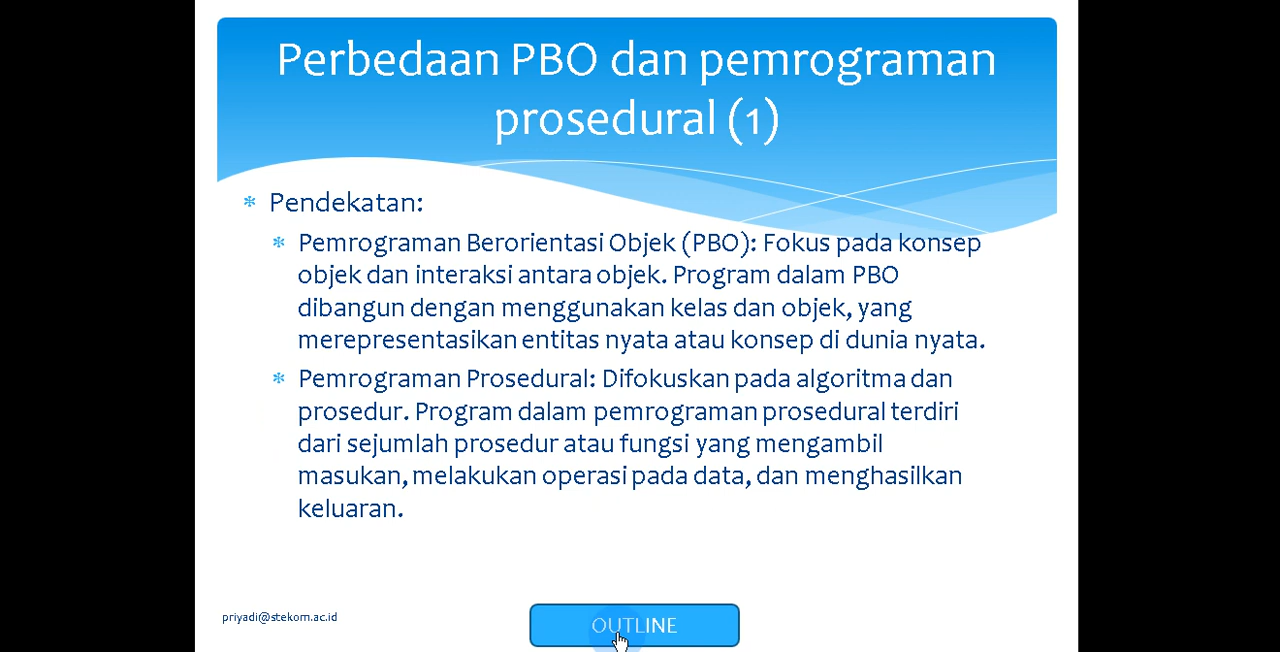 Perbedaan PBO dan pemrograman
prosedural (1)
* Pendekatan:
* Pemrograman Berorientasi Objek (PBO): Fokus pada konsep
objek dan interaksi antara objek. Program dalam PBO
dibangun dengan menggunakan kelas dan objek, yang
merepresentasikan entitas nyata atau konsep di dunia nyata.
* Pemrograman Prosedural: Difokuskan pada algoritma dan
prosedur. Program dalam pemrograman prosedural terdiri
dari sejumlah prosedur atau fungsi yang mengambil
masukan, melakukan operasi pada data, dan menghasilkan
keluaran.
priyadi@stekom.ac.id
OUTLINE